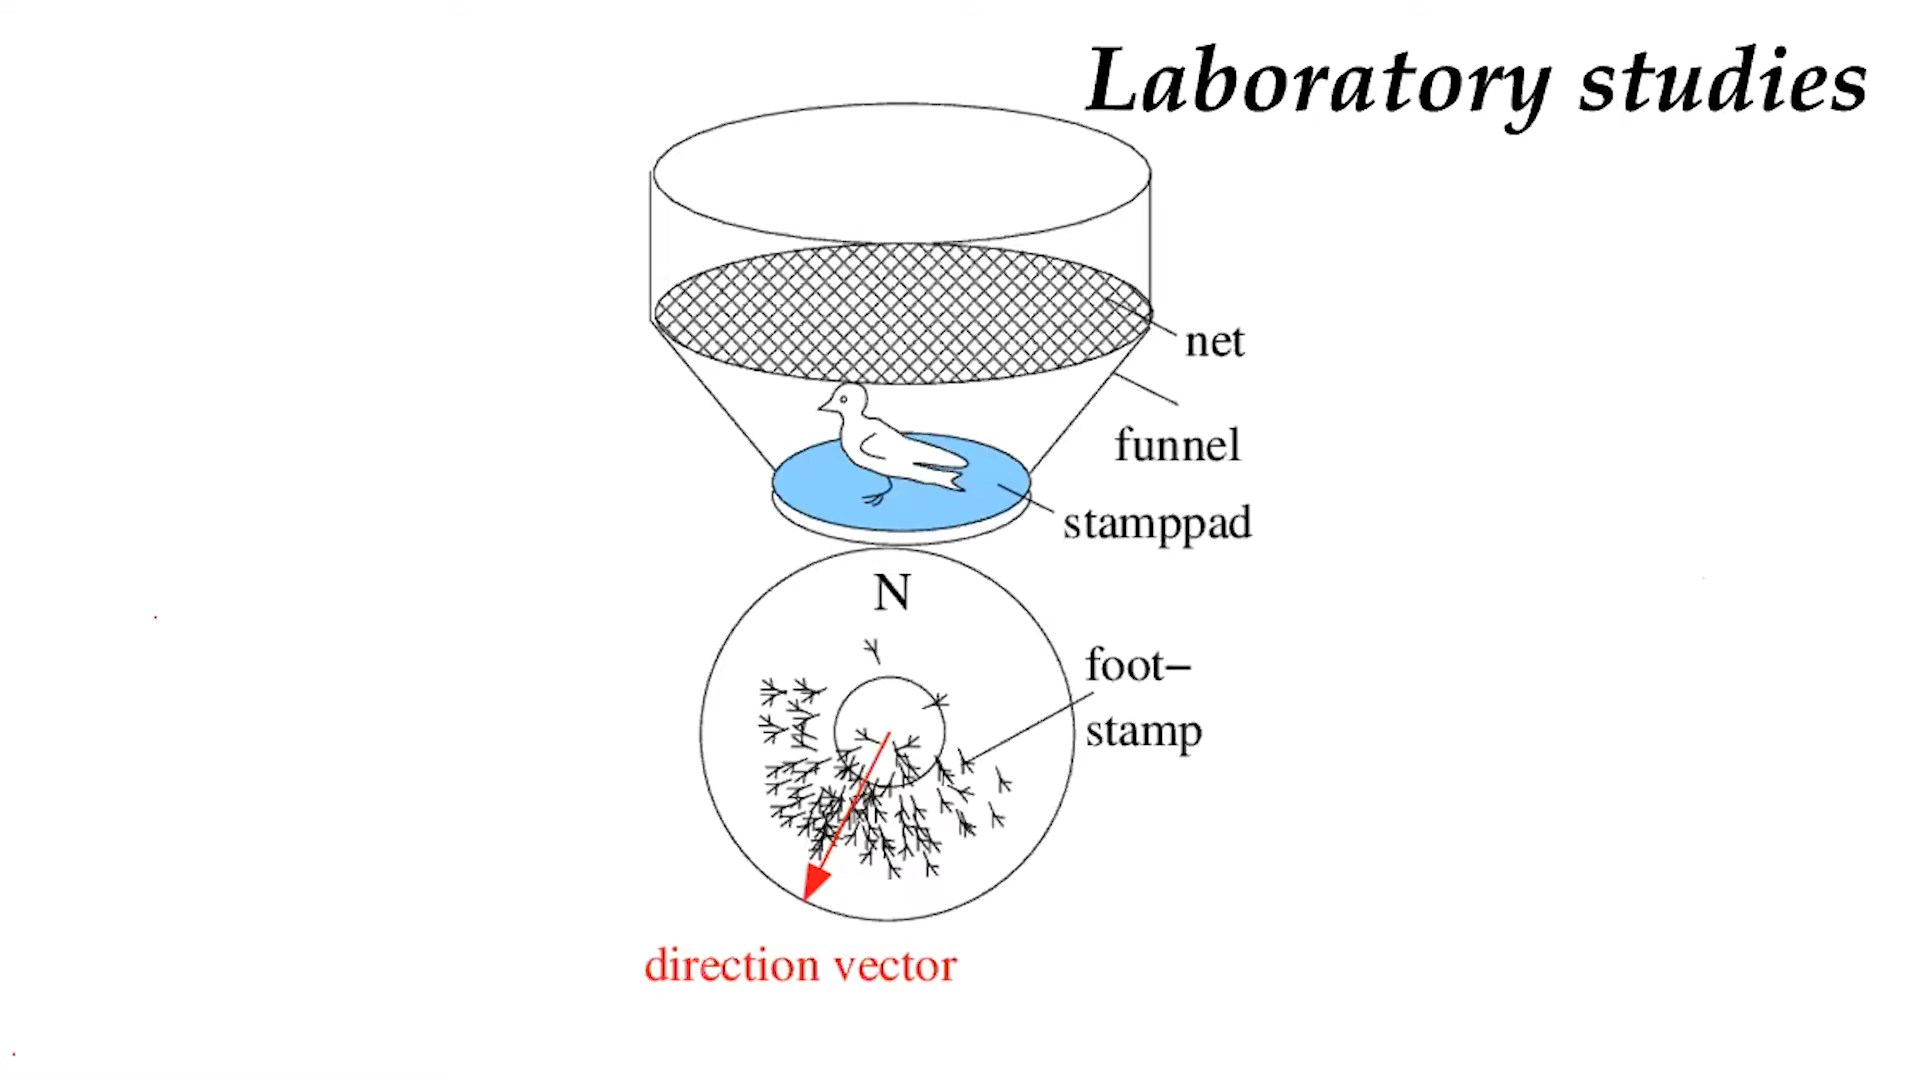 Laboratory studies
net
funnel
stamppad
N
foot–
stamp
direction vector